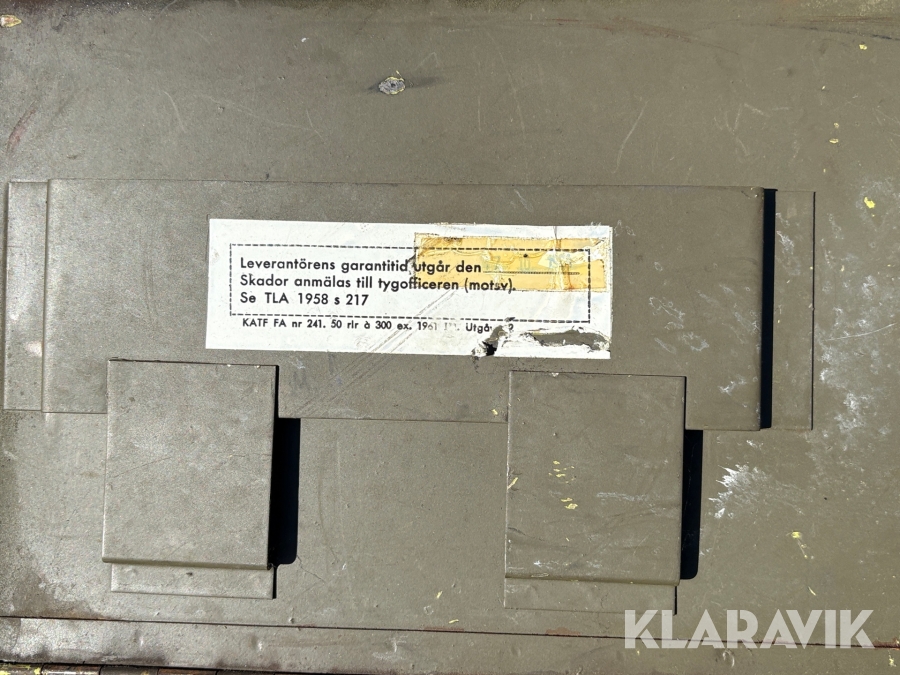 Leverantörens garantitid utgår den
Skador anmälas till tygofficeren (motsv).
Se TLA 1958 s 217
KATF FA nr 241. 50 rlr à 300 ex. 1961
KLARAVIK